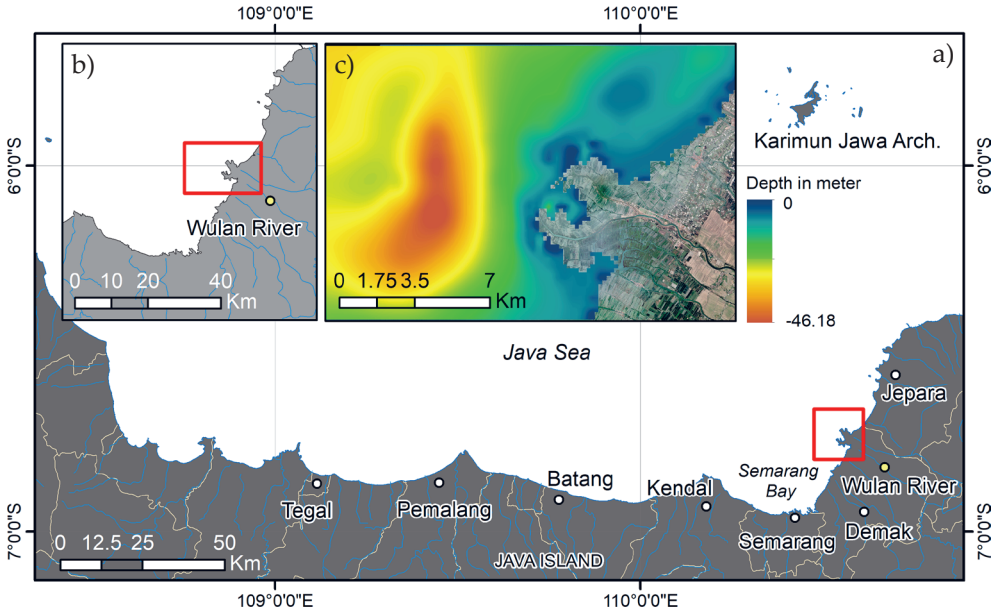 109°0'0"E
110°0'0"E
b)
c)
a)
Karimun Jawa Arch.
6°0'0"S
6°0'0"S
Depth in meter
0
-46.18
Wulan River
0 10 20 40
Km
0 1.75 3.5 7
Km
Java Sea
Jepara
Semarang
Bay
Wulan River
Batang
Kendal
Tegal
Pemalang
Semarang
Demak
7°0'0"S
7°0'0"S
JAVA ISLAND
0 12.5 25 50
Km
109°0'0"E
110°0'0"E